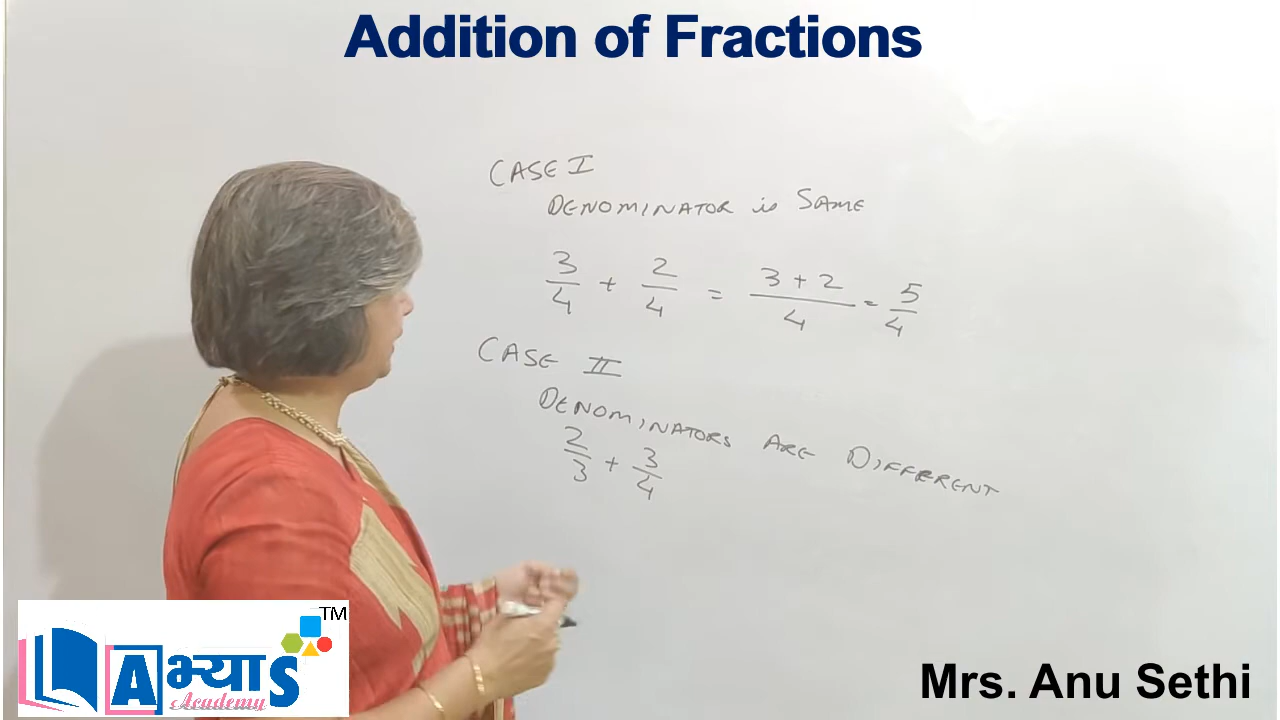 Addition of Fractions
CASE I
DENOMINATOR is SAME
3/4 + 2/4 = 3 + 2/4 = 5/4
CASE II
DENOMINATORS ARE DIFFERENT
2/3 + 3/4
TM
Aभ्याS
Academy
Mrs. Anu Sethi